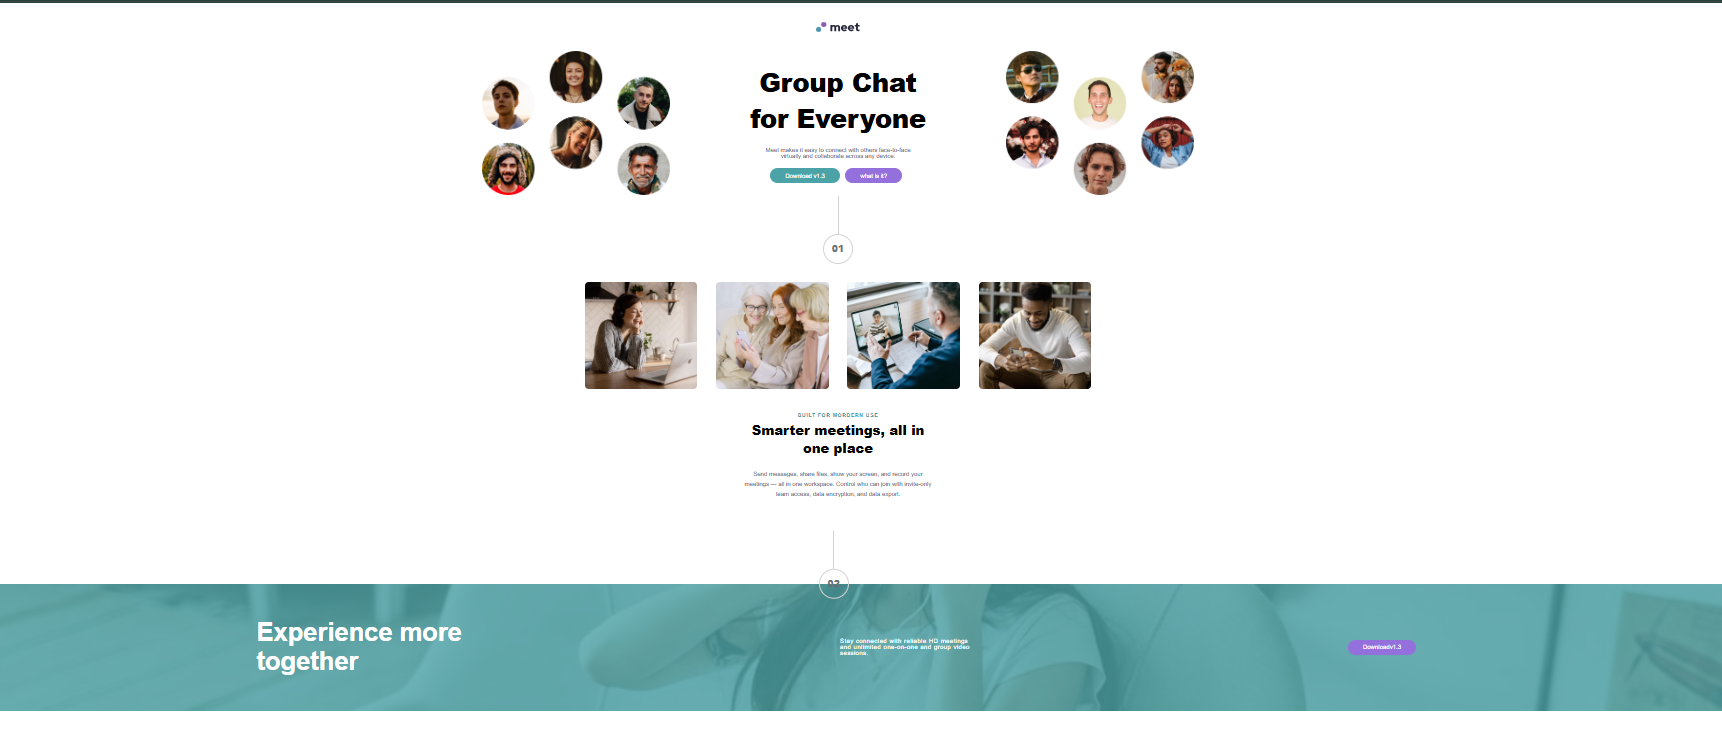 meet
Group Chat
for Everyone
Meet makes it easy to connect with others face-to-face
virtually and collaborate across any device.
Download v1.3
what is it?
01
BUILT FOR MORDERN USE
Smarter meetings, all in
one place
Send messages, share files, show your screen, and record your
meetings — all in one workspace. Control who can join with invite-only
team access, data encryption, and data export.
02
Experience more
together
Stay connected with reliable HD meetings
and unlimited one-on-one and group video
sessions.
Downloadv1.3